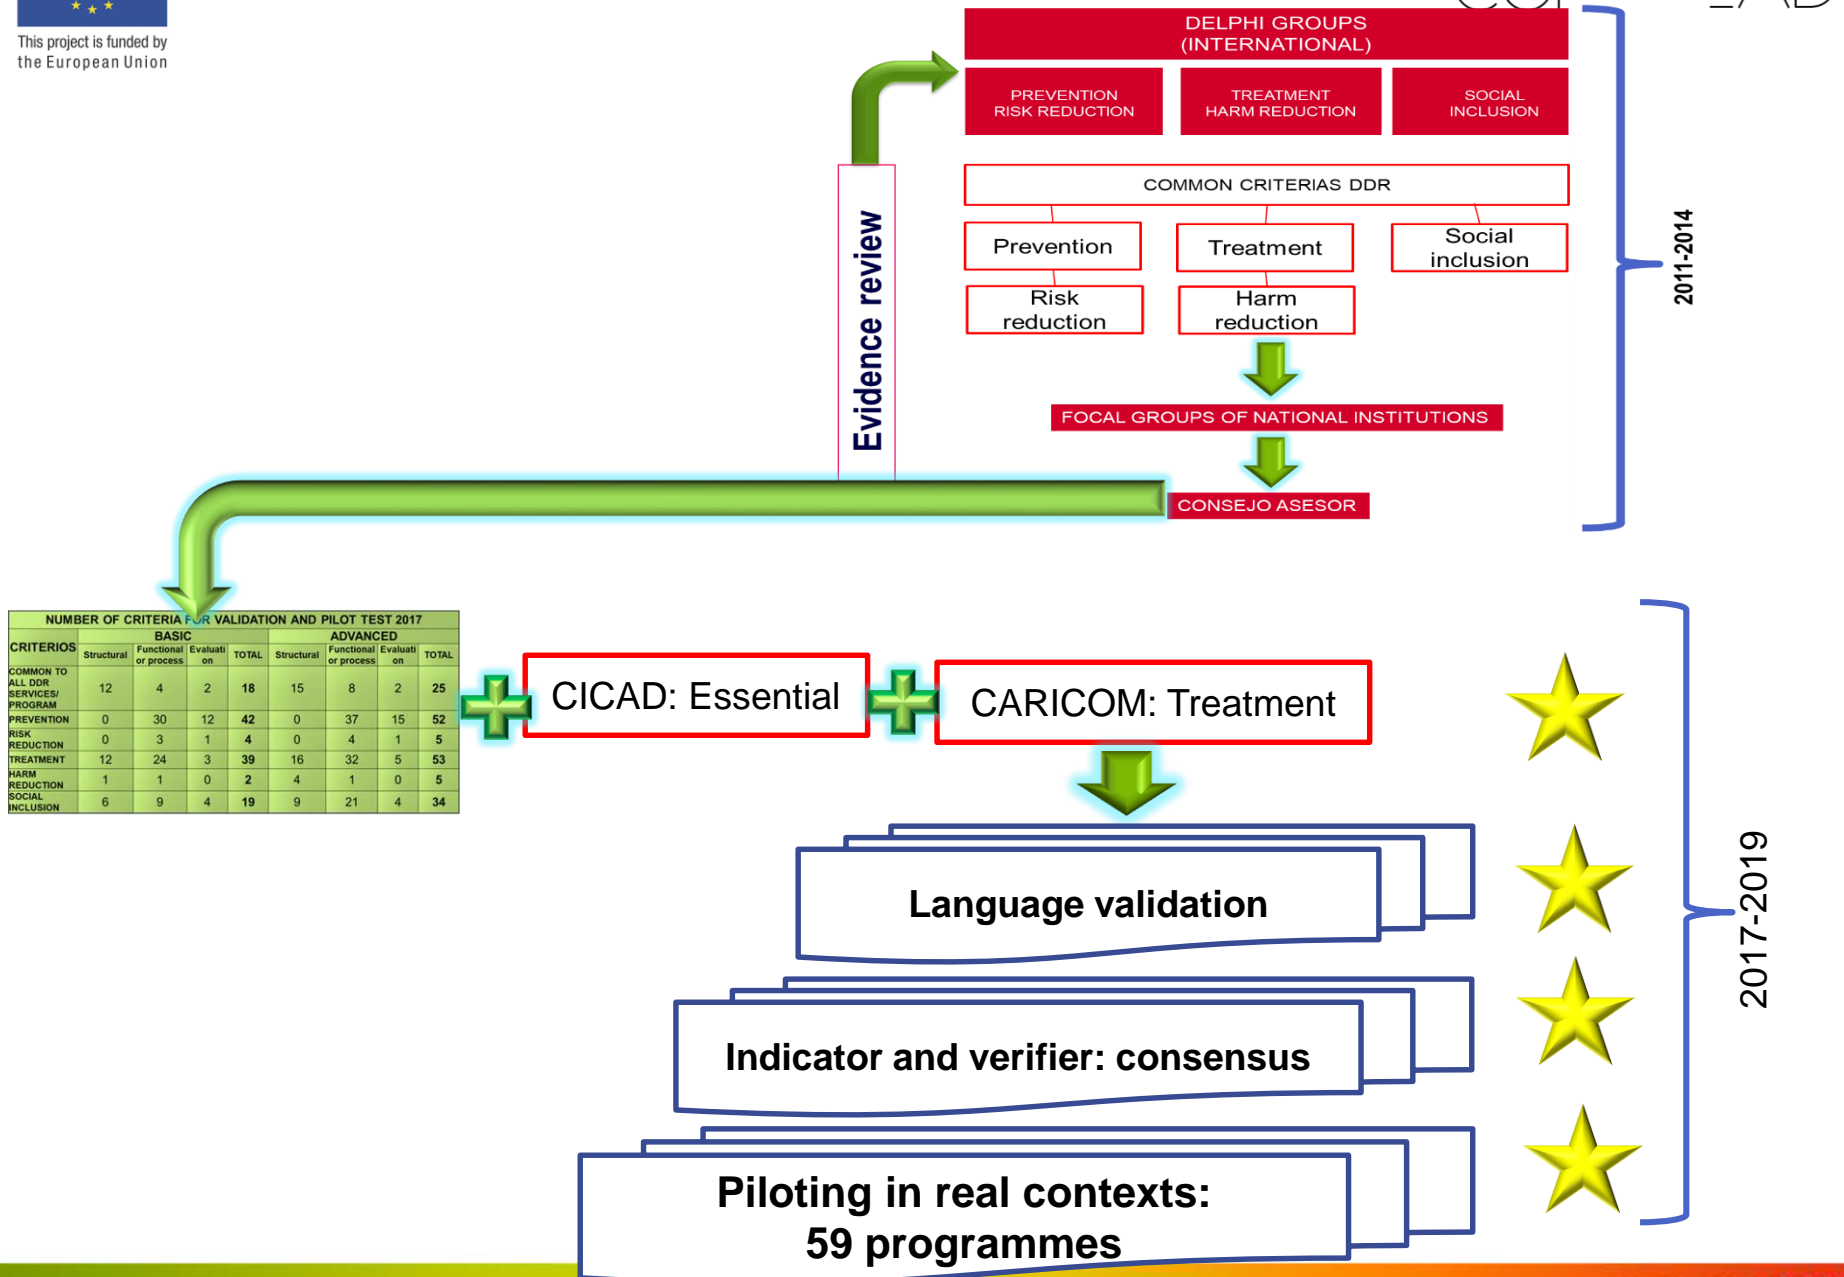 This project is funded by
the European Union
DELPHI GROUPS
(INTERNATIONAL)
PREVENTION
RISK REDUCTION
TREATMENT
HARM REDUCTION
SOCIAL
INCLUSION
COMMON CRITERIAS DDR
Prevention
Treatment
Social
inclusion
Risk
reduction
Harm
reduction
Evidence review
2011-2014
FOCAL GROUPS OF NATIONAL INSTITUTIONS
CONSEJO ASESOR
NUMBER OF CRITERIA FOR VALIDATION AND PILOT TEST 2017
CRITERIOS BASIC ADVANCED
Structural Functional or process Evaluation TOTAL Structural Functional or process Evaluation TOTAL
COMMON TO ALL DDR SERVICES/ PROGRAM 12 4 2 18 15 8 2 25
PREVENTION 0 30 12 42 0 37 15 52
RISK REDUCTION 0 3 1 4 0 4 1 5
TREATMENT 12 24 3 39 16 32 5 53
HARM REDUCTION 1 1 0 2 4 1 0 5
SOCIAL INCLUSION 6 9 4 19 9 21 4 34
CICAD: Essential
CARICOM: Treatment
Language validation
Indicator and verifier: consensus
Piloting in real contexts:
59 programmes
2017-2019